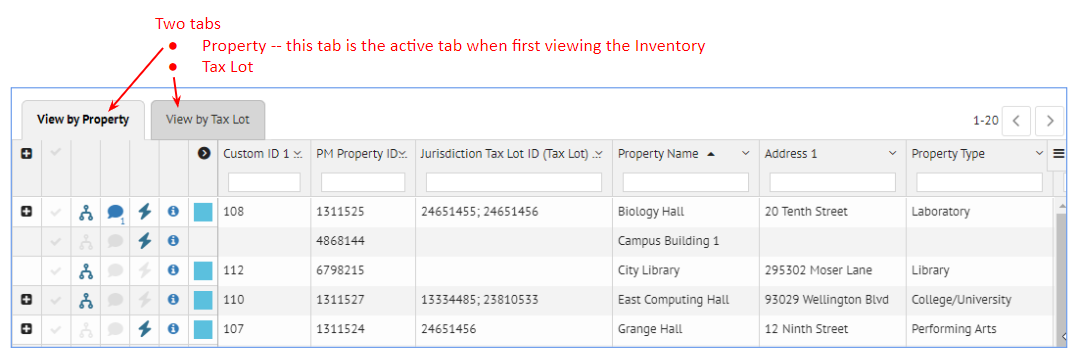 Two tabs
● Property -- this tab is the active tab when first viewing the Inventory
● Tax Lot
View by Property View by Tax Lot 1-20
Custom ID 1 ... PM Property ID... Jurisdiction Tax Lot ID (Tax Lot) ... Property Name Address 1 Property Type
108 1311525 24651455; 24651456 Biology Hall 20 Tenth Street Laboratory
1
4868144 Campus Building 1
112 6798215 City Library 295302 Moser Lane Library
110 1311527 13334485; 23810533 East Computing Hall 93029 Wellington Blvd College/University
107 1311524 24651456 Grange Hall 12 Ninth Street Performing Arts